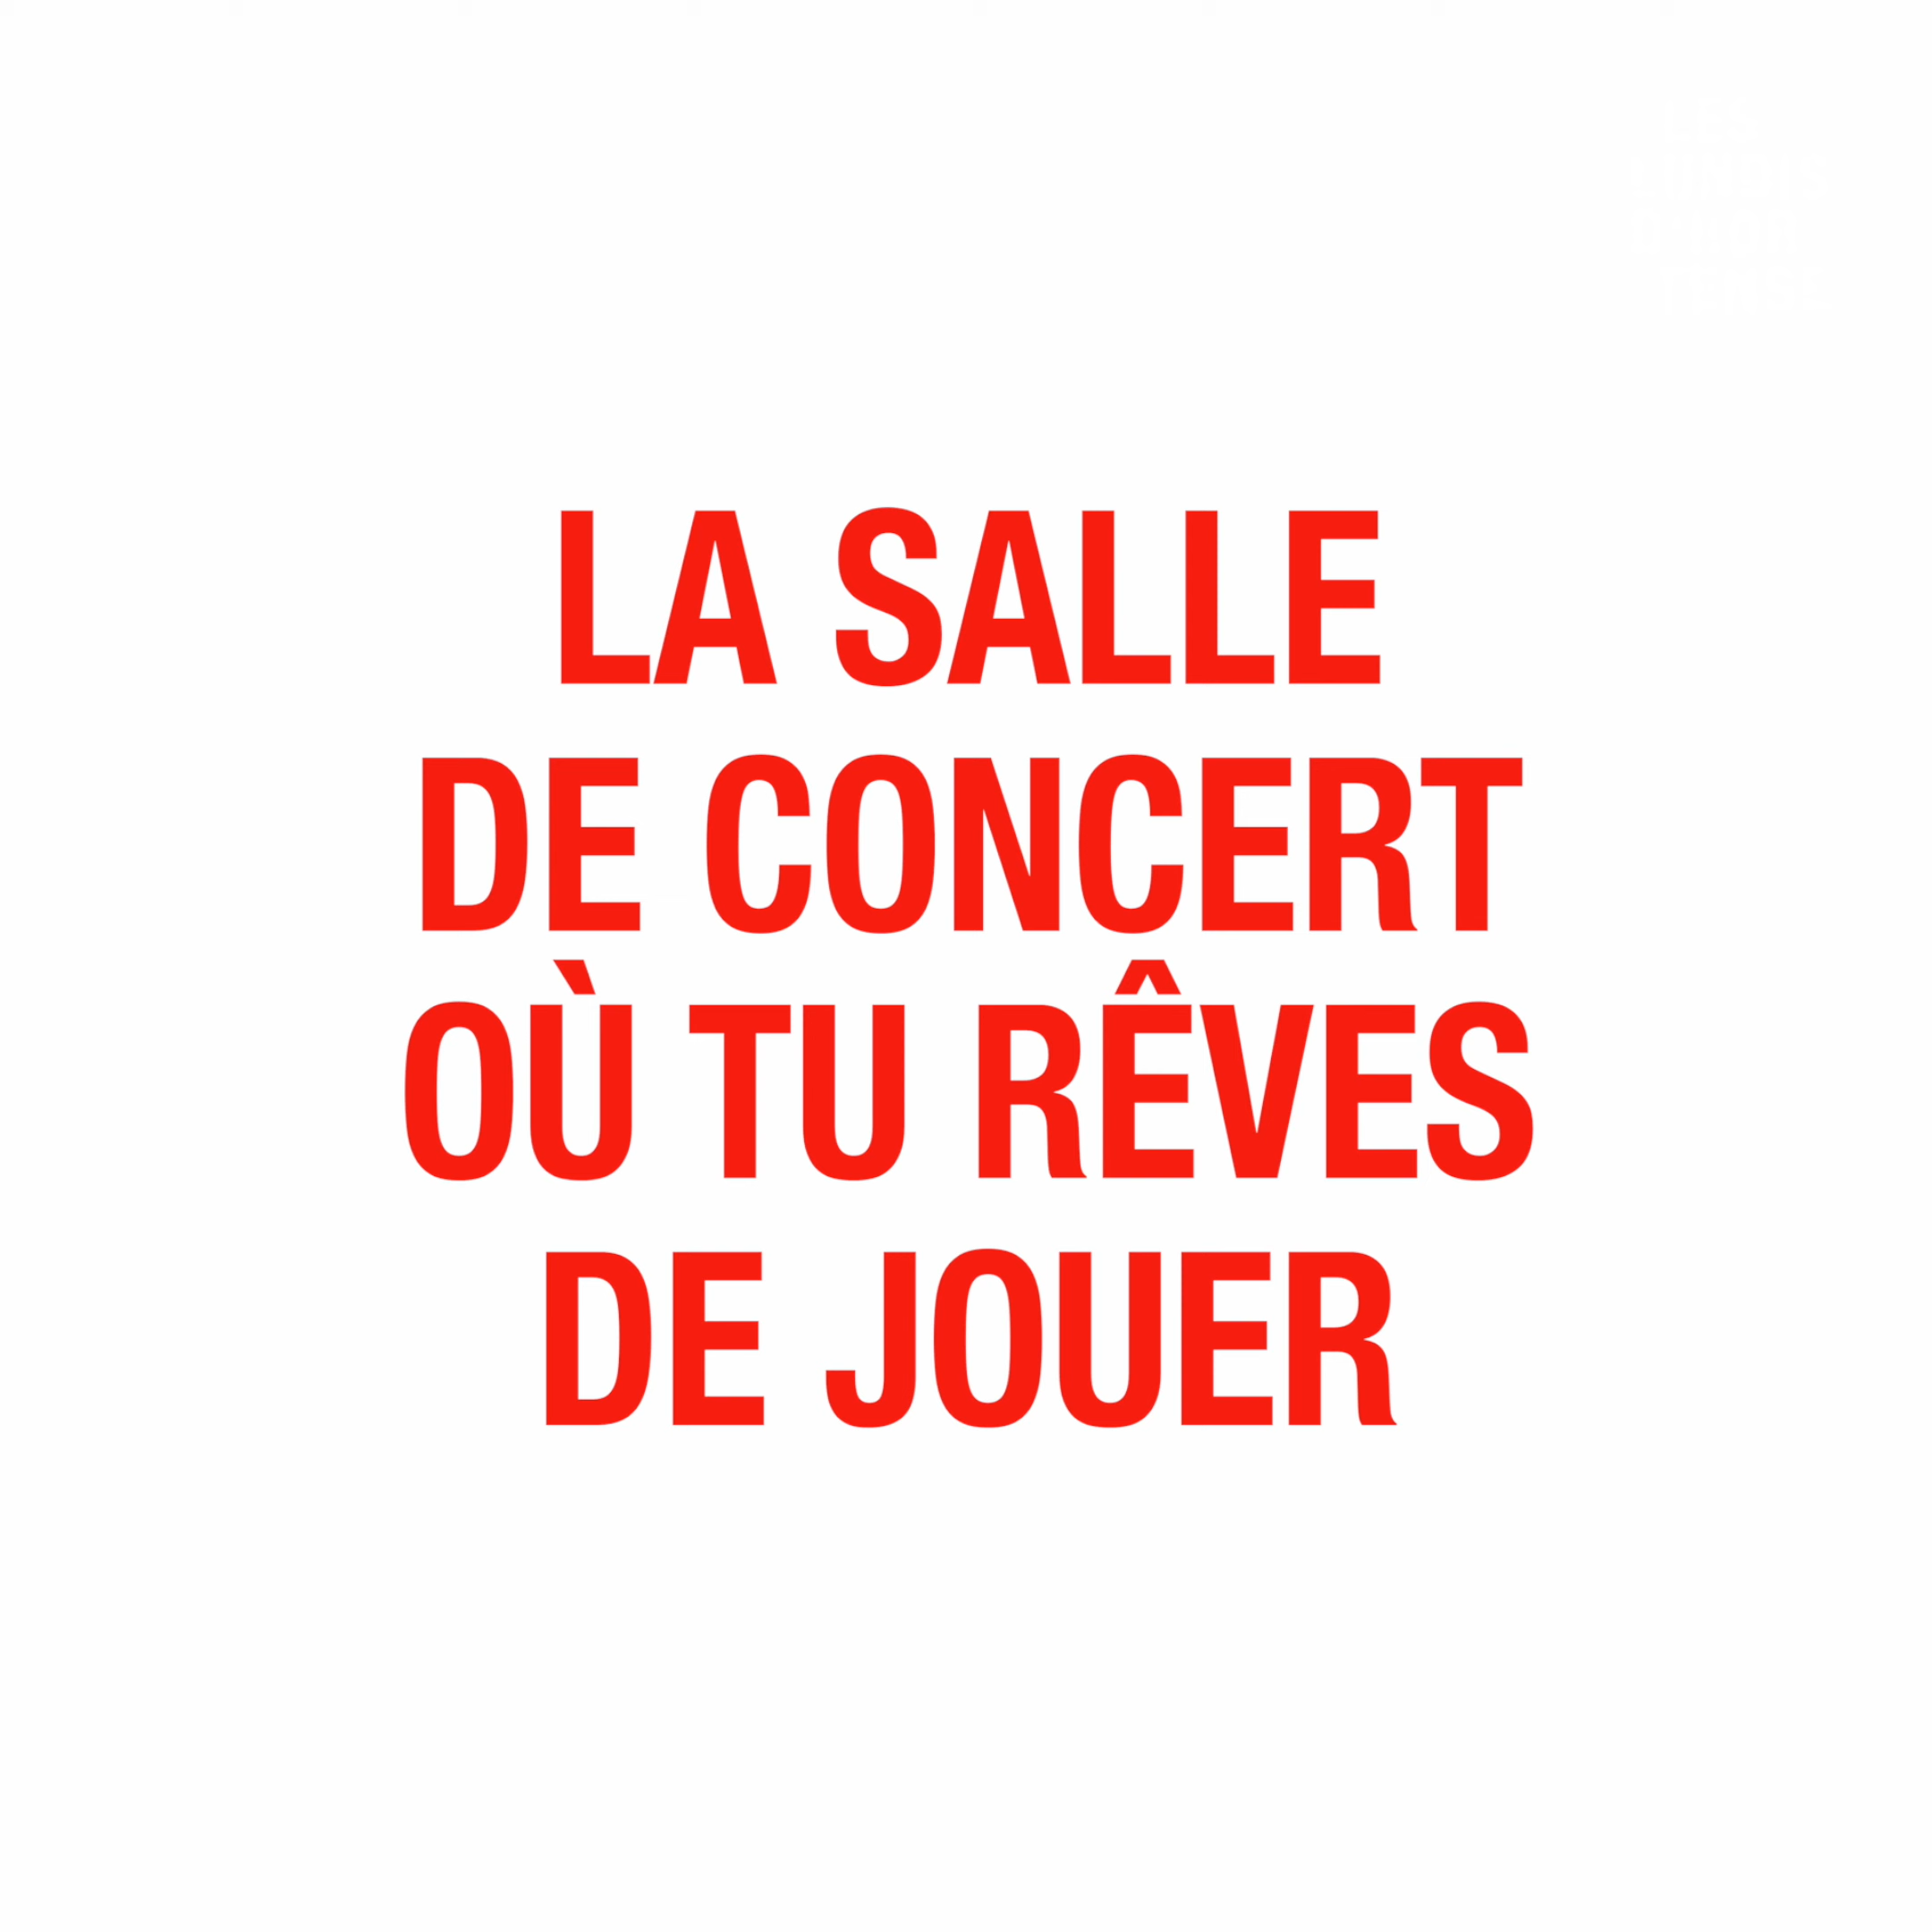 LA SALLE
DE CONCERT
OÙ TU RÊVES
DE JOUER